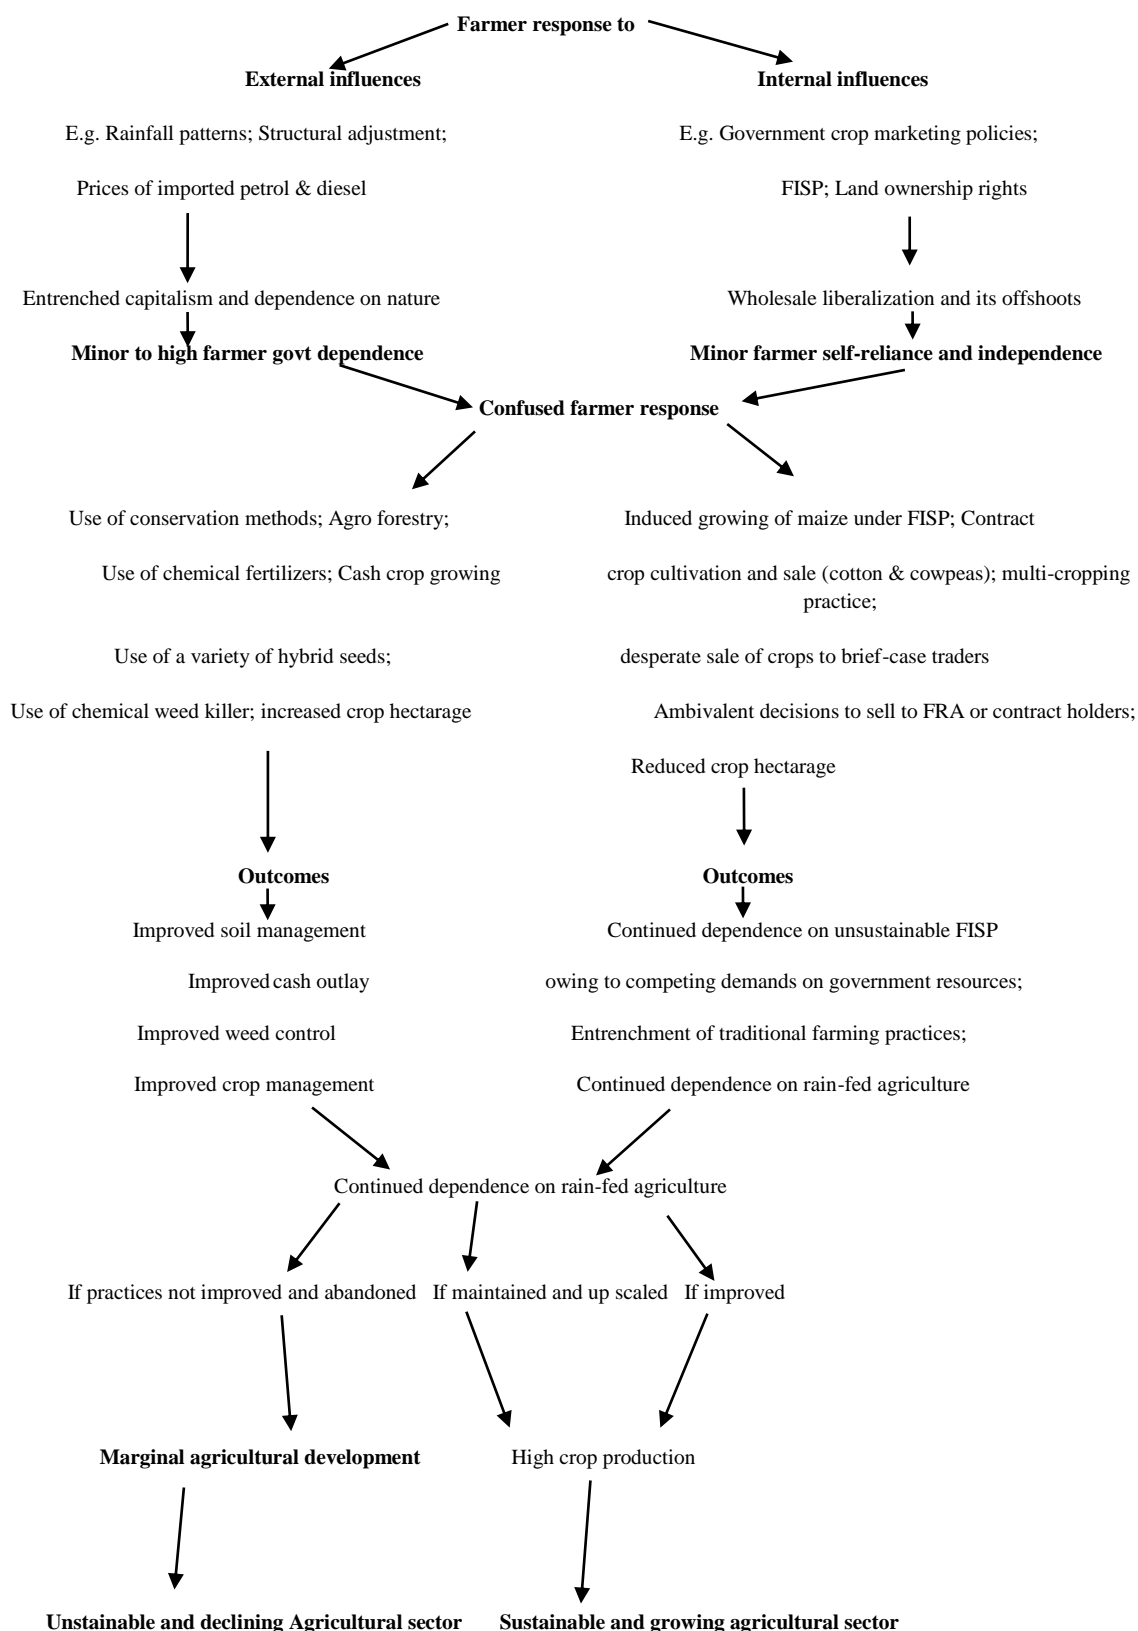 Farmer response to
External influences
Internal influences
E.g. Rainfall patterns; Structural adjustment;
E.g. Government crop marketing policies;
Prices of imported petrol & diesel
FISP; Land ownership rights
Entrenched capitalism and dependence on nature
Wholesale liberalization and its offshoots
Minor to high farmer govt dependence
Minor farmer self-reliance and independence
Confused farmer response
Use of conservation methods; Agro forestry;
Induced growing of maize under FISP; Contract
Use of chemical fertilizers; Cash crop growing
crop cultivation and sale (cotton & cowpeas); multi-cropping
practice;
Use of a variety of hybrid seeds;
desperate sale of crops to brief-case traders
Use of chemical weed killer; increased crop hectarage
Ambivalent decisions to sell to FRA or contract holders;
Reduced crop hectarage
Outcomes
Outcomes
Improved soil management
Continued dependence on unsustainable FISP
Improved cash outlay
owing to competing demands on government resources;
Improved weed control
Entrenchment of traditional farming practices;
Improved crop management
Continued dependence on rain-fed agriculture
Continued dependence on rain-fed agriculture
If practices not improved and abandoned
If maintained and up scaled
If improved
Marginal agricultural development
High crop production
Unstainable and declining Agricultural sector
Sustainable and growing agricultural sector